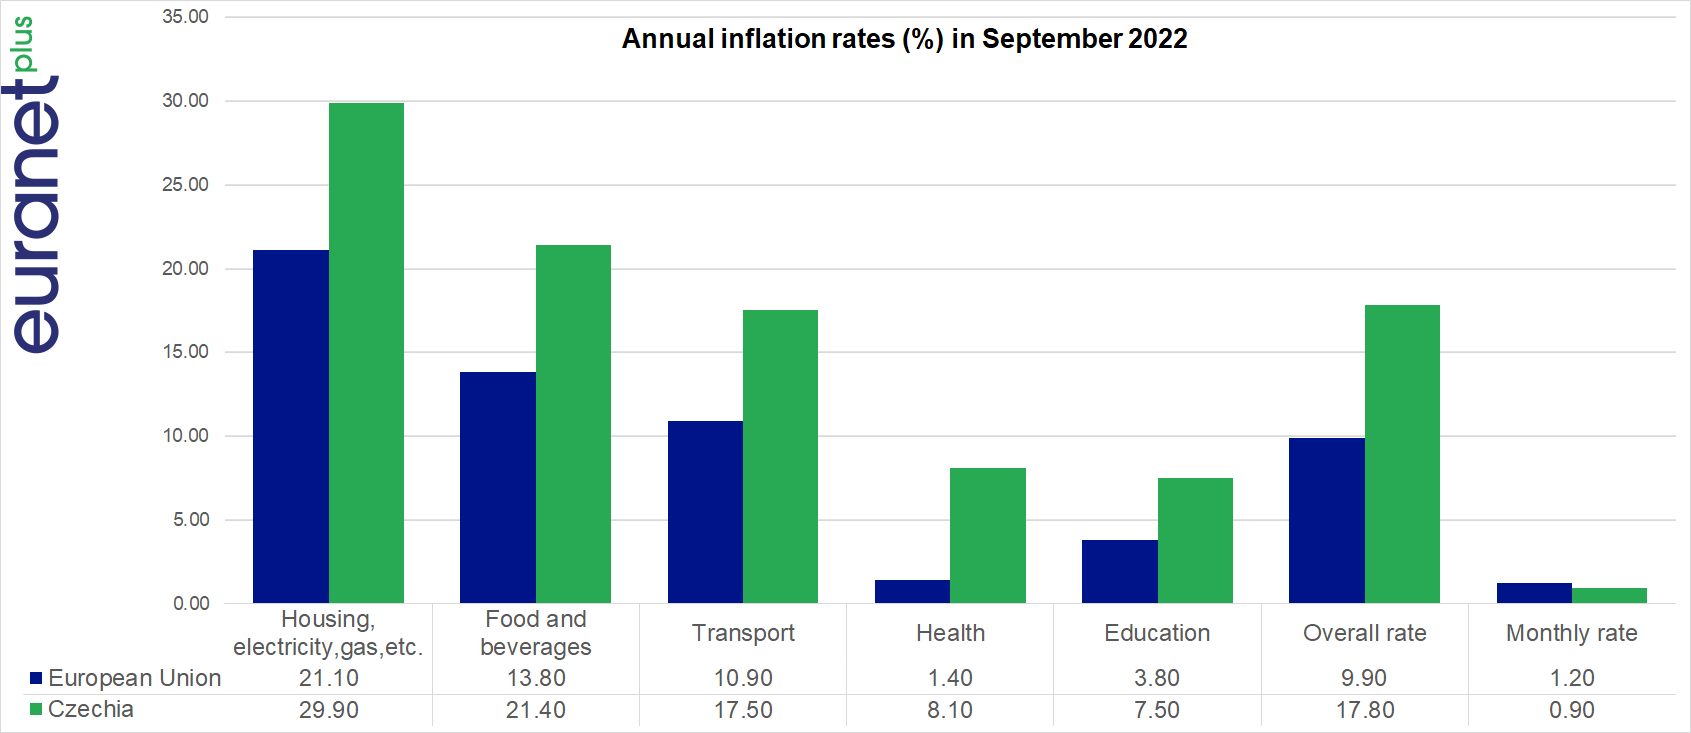 euranet plus
Annual inflation rates (%) in September 2022
35.00
30.00
25.00
20.00
15.00
10.00
5.00
0.00
Housing, electricity,gas,etc. Food and beverages Transport Health Education Overall rate Monthly rate
European Union 21.10 13.80 10.90 1.40 3.80 9.90 1.20
Czechia 29.90 21.40 17.50 8.10 7.50 17.80 0.90